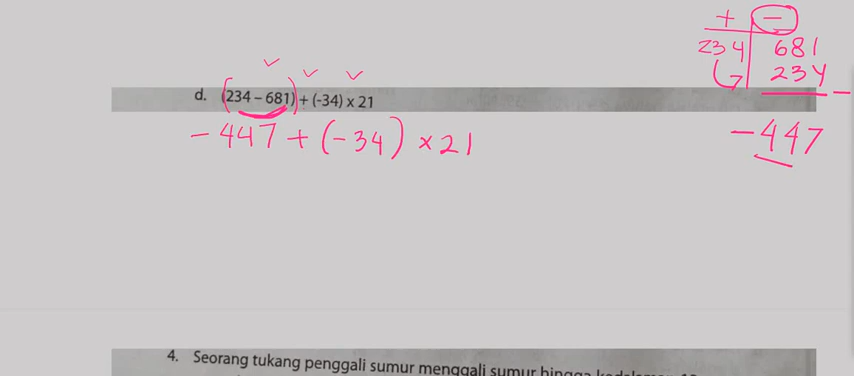 + −
234 681
234 −
−447
d. (234 – 681) + (-34) x 21
−447 + (−34) × 21
4. Seorang tukang penggali sumur menggali sumur hingga